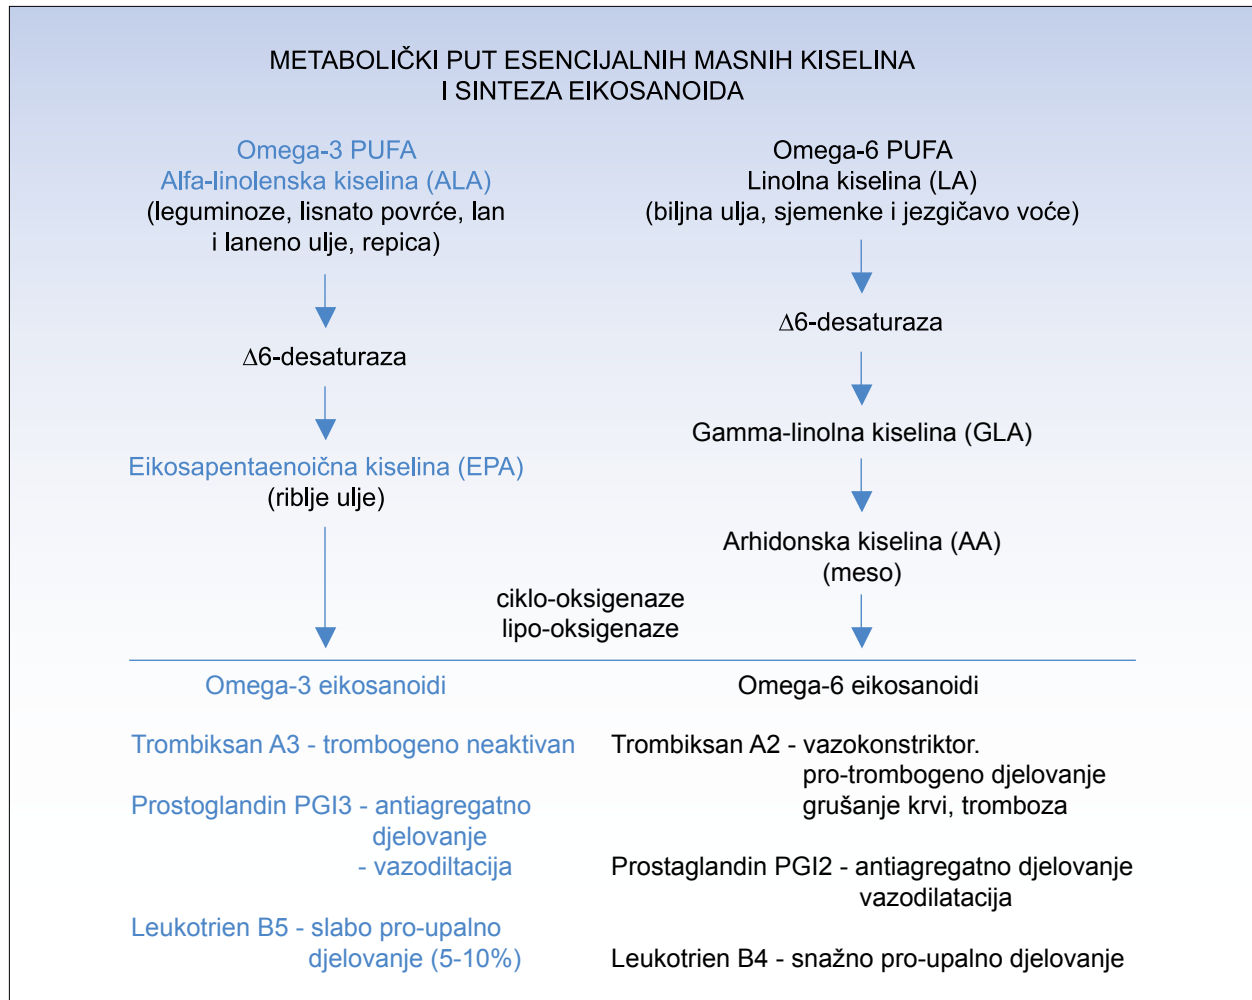 METABOLIČKI PUT ESENCIJALNIH MASNIH KISELINA
I SINTEZA EIKOSANOIDA
Omega-3 PUFA
Alfa-linolenska kiselina (ALA)
(leguminoze, lisnato povrće, lan
i laneno ulje, repica)
∆6-desaturaza
Eikosapentaenoična kiselina (EPA)
(riblje ulje)
Omega-6 PUFA
Linolna kiselina (LA)
(biljna ulja, sjemenke i jezgičavo voće)
∆6-desaturaza
Gamma-linolna kiselina (GLA)
Arhidonska kiselina (AA)
(meso)
ciklo-oksigenaze
lipo-oksigenaze
Omega-3 eikosanoidi
Trombiksan A3 - trombogeno neaktivan
Prostoglandin PGI3 - antiagregatno
djelovanje
- vazodiltacija
Leukotrien B5 - slabo pro-upalno
djelovanje (5-10%)
Omega-6 eikosanoidi
Trombiksan A2 - vazokonstriktor.
pro-trombogeno djelovanje
grušanje krvi, tromboza
Prostaglandin PGI2 - antiagregatno djelovanje
vazodilatacija
Leukotrien B4 - snažno pro-upalno djelovanje